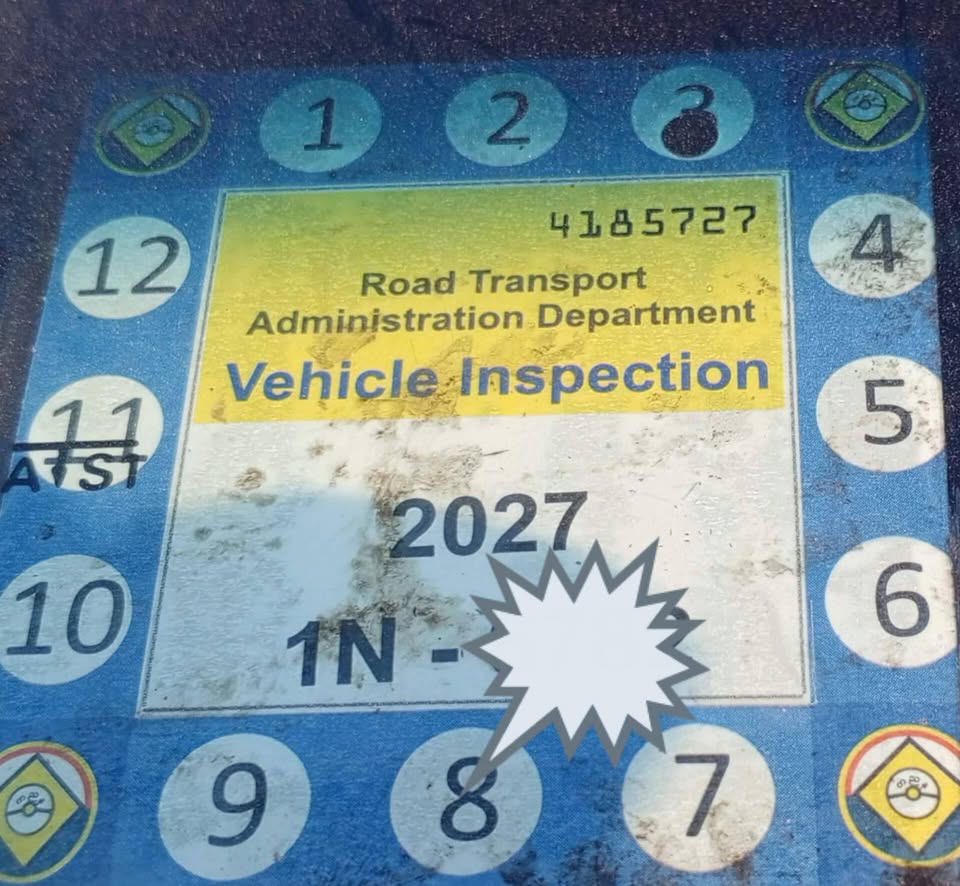 1 2 3
4185727
12 4
Road Transport
Administration Department
Vehicle Inspection
11 5
ATST
2027
10 6
1N -
9 8 7